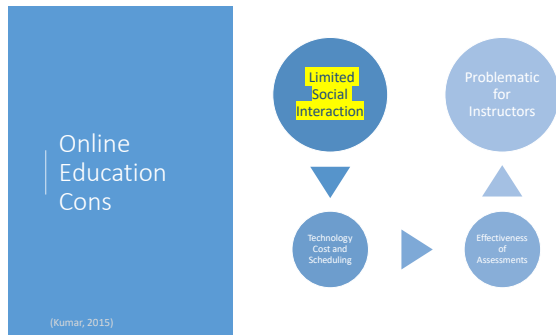 Online
Education
Cons
(Kumar, 2015)
Limited
Social
Interaction
Technology
Cost and
Scheduling
Effectiveness
of
Assessments
Problematic
for
Instructors